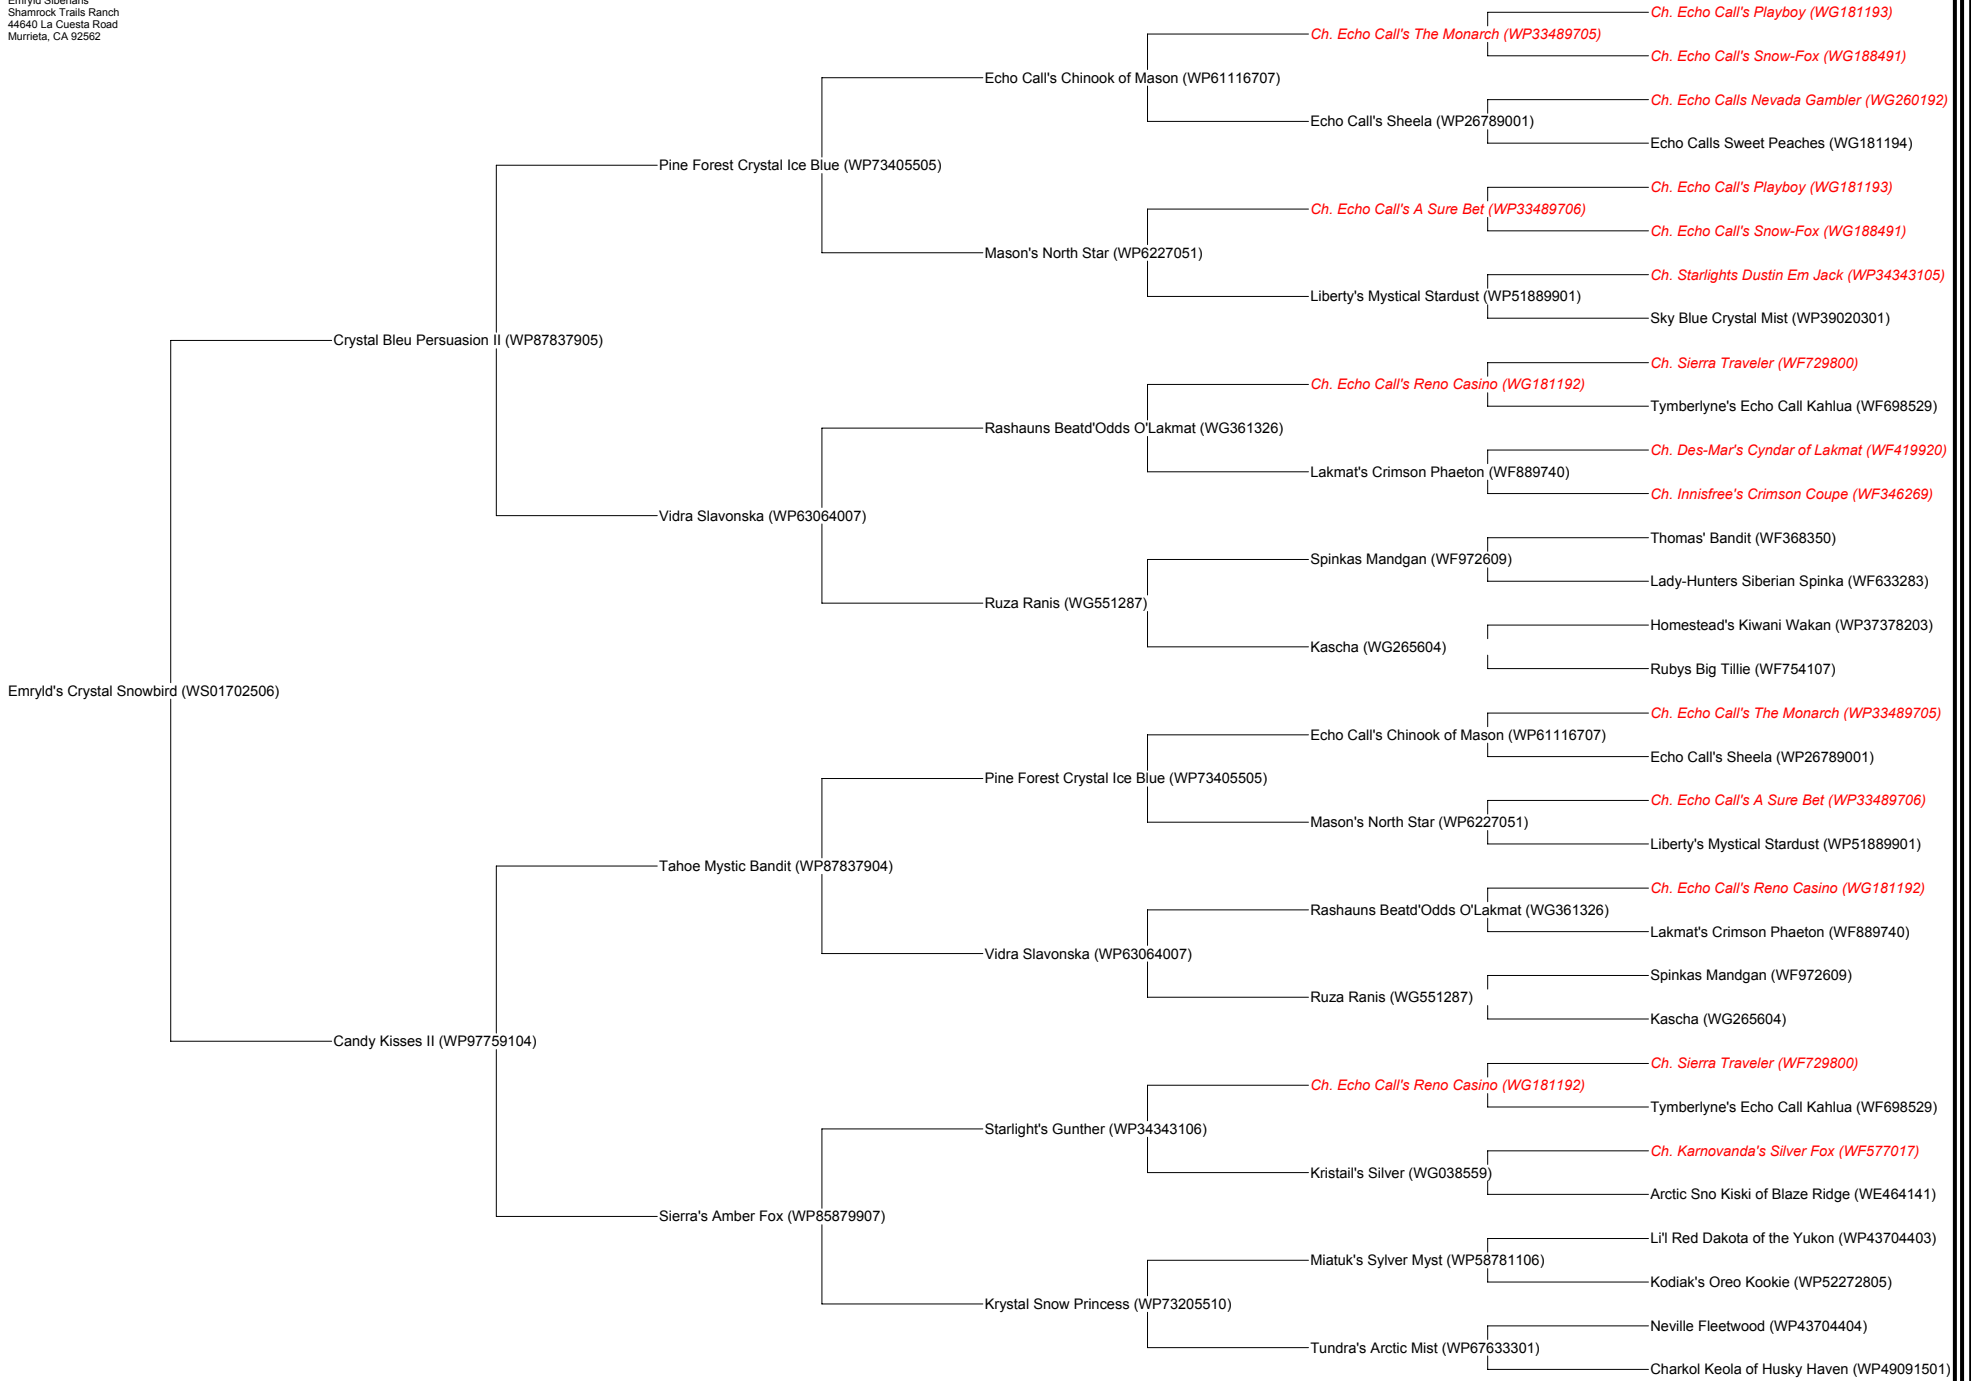 Emryld Siberians
Shamrock Trails Ranch
44640 La Cuesta Road
Murrieta, CA 92562
Ch. Echo Call's Playboy (WG181193)
Ch. Echo Call's The Monarch (WP33489705)
Ch. Echo Call's Snow-Fox (WG188491)
Echo Call's Chinook of Mason (WP61116707)
Ch. Echo Calls Nevada Gambler (WG260192)
Echo Call's Sheela (WP26789001)
Echo Calls Sweet Peaches (WG181194)
Pine Forest Crystal Ice Blue (WP73405505)
Ch. Echo Call's Playboy (WG181193)
Ch. Echo Call's A Sure Bet (WP33489706)
Ch. Echo Call's Snow-Fox (WG188491)
Mason's North Star (WP6227051)
Ch. Starlights Dustin Em Jack (WP34343105)
Liberty's Mystical Stardust (WP51889901)
Sky Blue Crystal Mist (WP39020301)
Crystal Bleu Persuasion II (WP87837905)
Ch. Sierra Traveler (WF729800)
Ch. Echo Call's Reno Casino (WG181192)
Tymberlyne's Echo Call Kahlua (WF698529)
Rashauns Beatd'Odds O'Lakmat (WG361326)
Ch. Des-Mar's Cyndar of Lakmat (WF419920)
Lakmat's Crimson Phaeton (WF889740)
Ch. Innisfree's Crimson Coupe (WF346269)
Vidra Slavonska (WP63064007)
Thomas' Bandit (WF368350)
Spinkas Mandgan (WF972609)
Lady-Hunters Siberian Spinka (WF633283)
Ruza Ranis (WG551287)
Homestead's Kiwani Wakan (WP37378203)
Kascha (WG265604)
Rubys Big Tillie (WF754107)
Emryld's Crystal Snowbird (WS01702506)
Ch. Echo Call's The Monarch (WP33489705)
Echo Call's Chinook of Mason (WP61116707)
Echo Call's Sheela (WP26789001)
Pine Forest Crystal Ice Blue (WP73405505)
Ch. Echo Call's A Sure Bet (WP33489706)
Mason's North Star (WP6227051)
Liberty's Mystical Stardust (WP51889901)
Tahoe Mystic Bandit (WP87837904)
Ch. Echo Call's Reno Casino (WG181192)
Rashauns Beatd'Odds O'Lakmat (WG361326)
Lakmat's Crimson Phaeton (WF889740)
Vidra Slavonska (WP63064007)
Spinkas Mandgan (WF972609)
Ruza Ranis (WG551287)
Kascha (WG265604)
Candy Kisses II (WP97759104)
Ch. Sierra Traveler (WF729800)
Ch. Echo Call's Reno Casino (WG181192)
Tymberlyne's Echo Call Kahlua (WF698529)
Starlight's Gunther (WP34343106)
Ch. Karnovanda's Silver Fox (WF577017)
Kristail's Silver (WG038559)
Arctic Sno Kiski of Blaze Ridge (WE464141)
Sierra's Amber Fox (WP85879907)
Li'l Red Dakota of the Yukon (WP43704403)
Miatuk's Sylver Myst (WP58781106)
Kodiak's Oreo Kookie (WP52272805)
Krystal Snow Princess (WP73205510)
Neville Fleetwood (WP43704404)
Tundra's Arctic Mist (WP67633301)
Charkol Keola of Husky Haven (WP49091501)